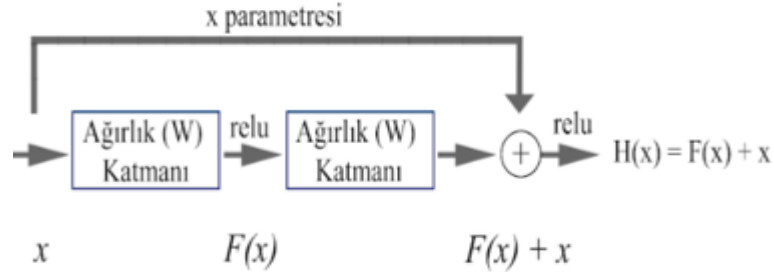 x parametresi
Ağırlık (W)
Katmanı
relu
Ağırlık (W)
Katmanı
+
relu
H(x) = F(x) + x
x
F(x)
F(x) + x